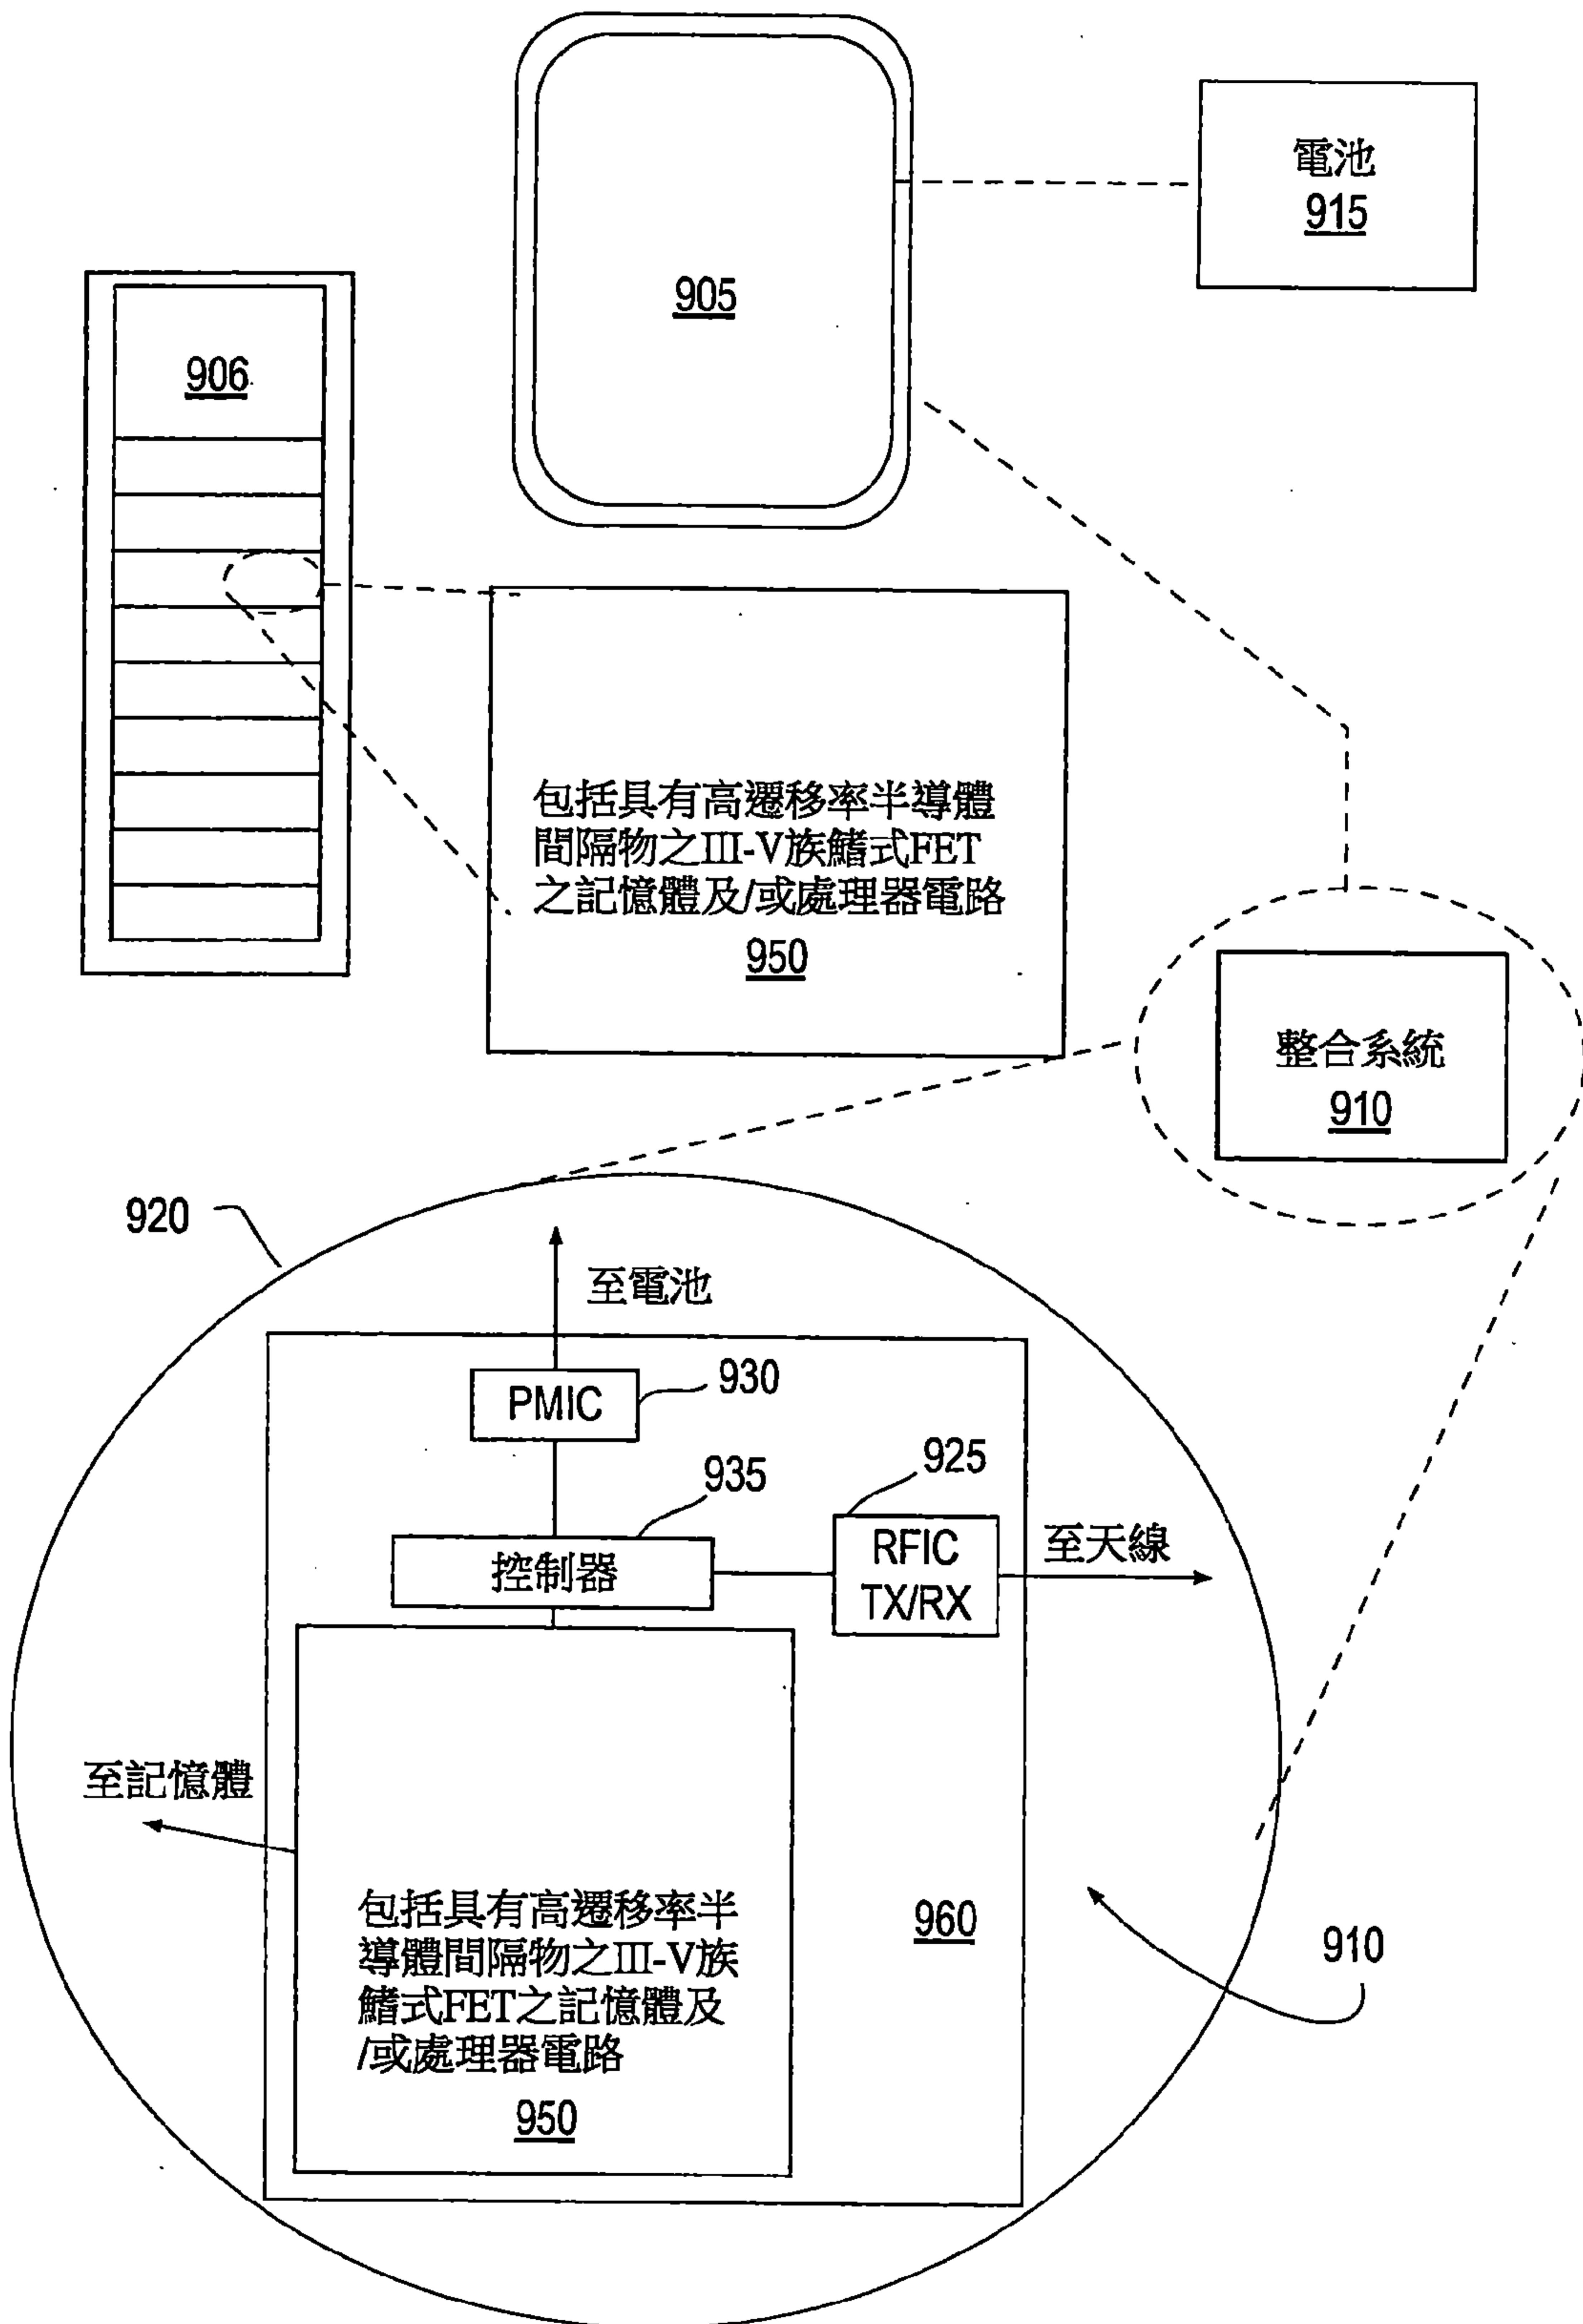 電池
915
905
906
包括具有高遷移率半導體
間隔物之III-V族鰭式FET
之記憶體及/或處理器電路
950
整合系統
910
920
至電池
PMIC
930
935
925
控制器
RFIC
TX/RX
至天線
至記憶體
包括具有高遷移率半
導體間隔物之III-V族
鰭式FET之記憶體及
/或處理器電路
950
960
910